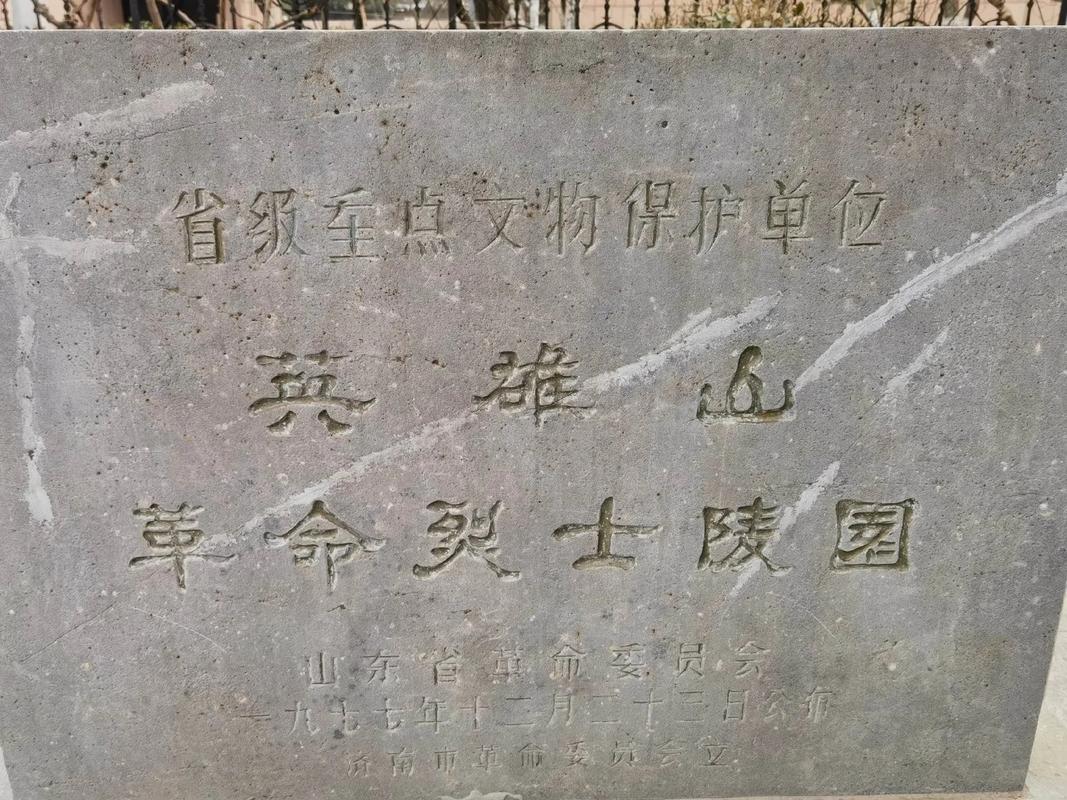 省级重点文物保护单位
英雄山
革命烈士陵园
山东省革命委员会
一九七七年十二月二十三日公布
济南市革命委员会立